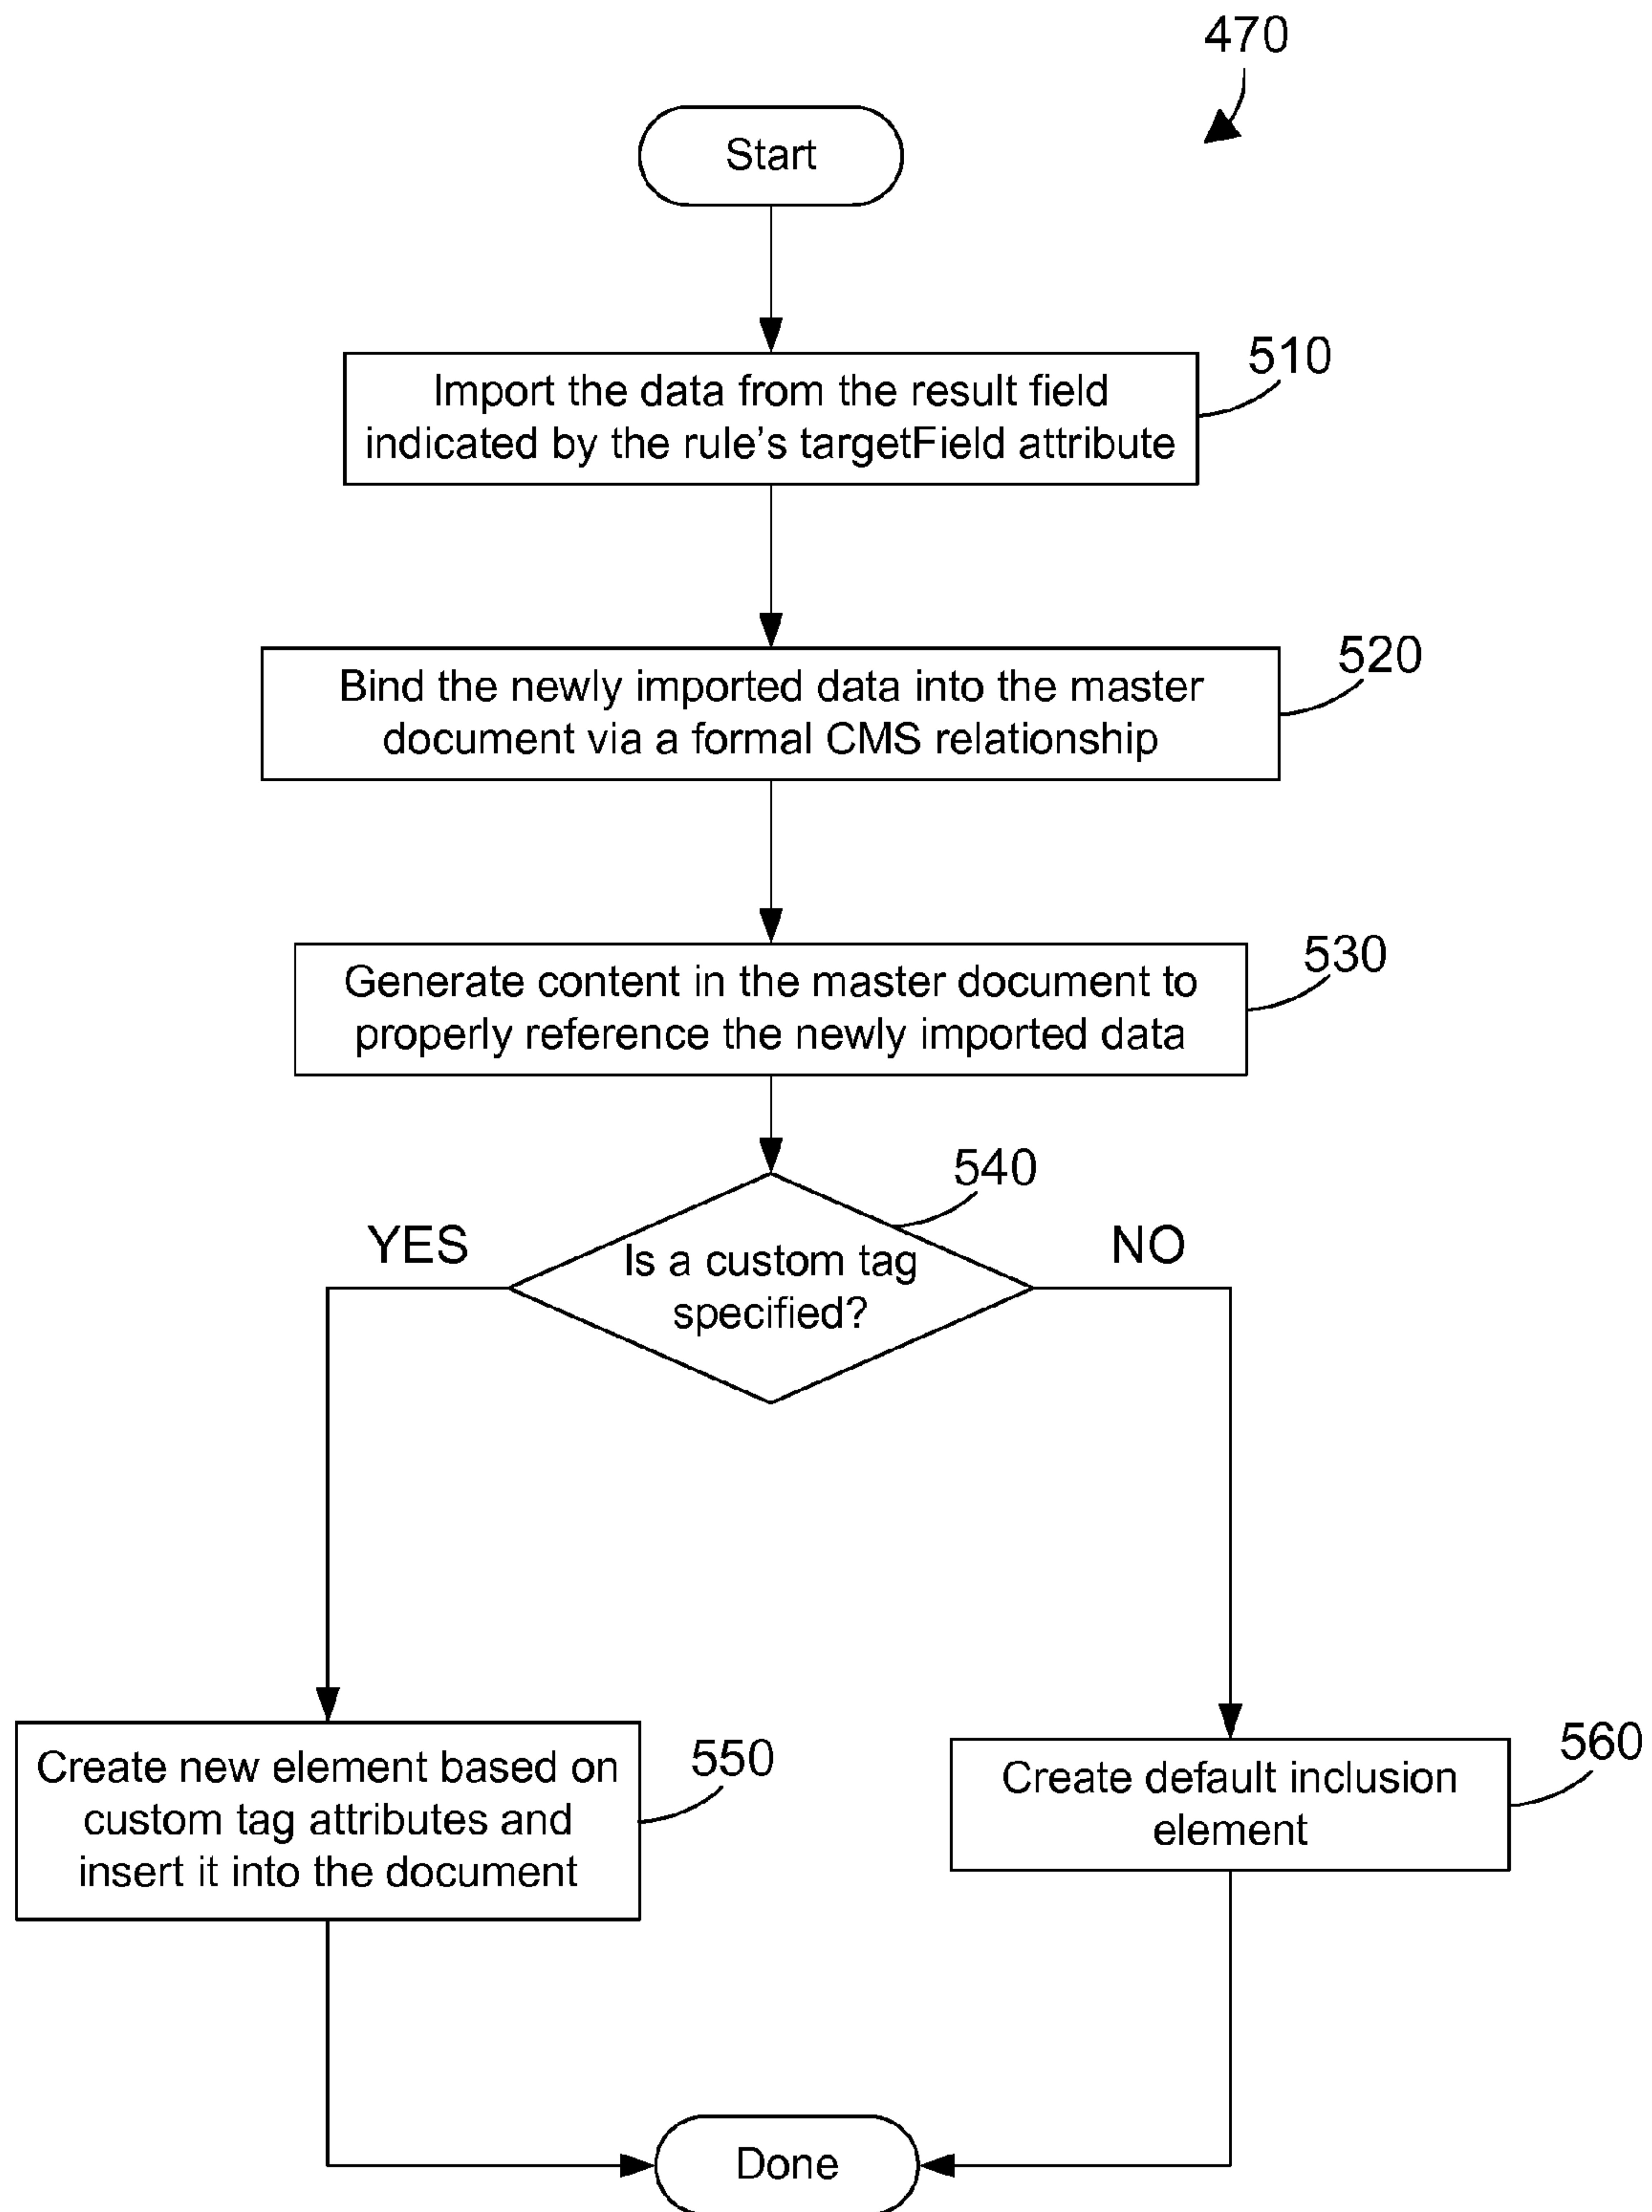 470
Start
510
Import the data from the result field
indicated by the rule's targetField attribute
520
Bind the newly imported data into the master
document via a formal CMS relationship
530
Generate content in the master document to
properly reference the newly imported data
540
YES
Is a custom tag
specified?
NO
Create new element based on
custom tag attributes and
insert it into the document
550
Create default inclusion
element
560
Done